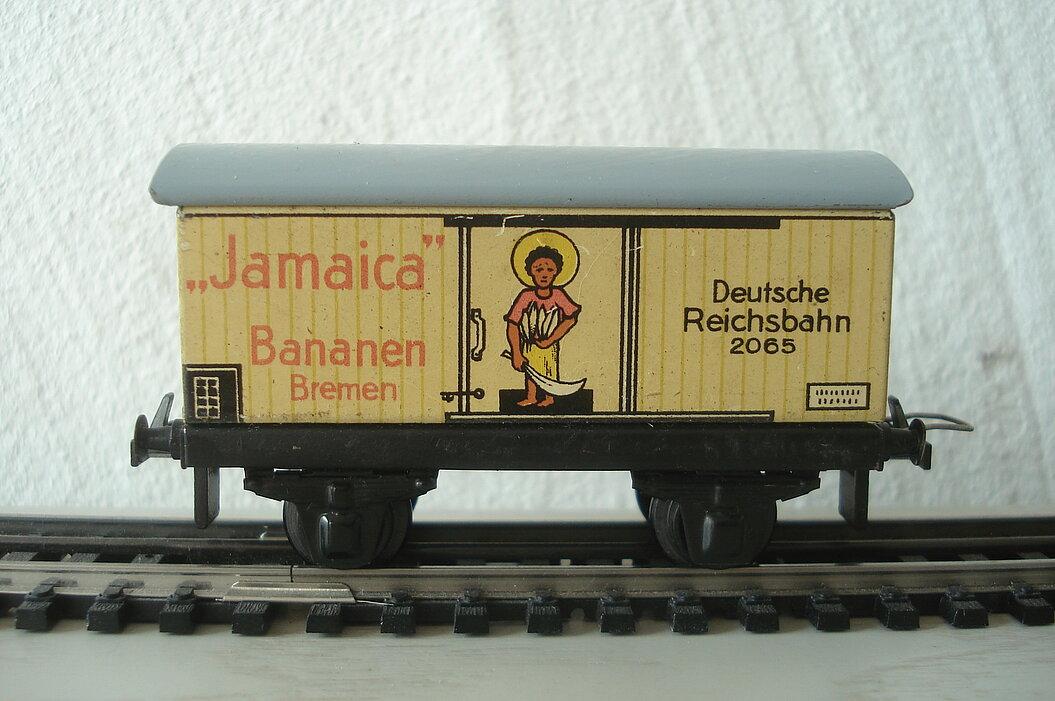 „Jamaica”
Bananen
Bremen
Deutsche
Reichsbahn
2065